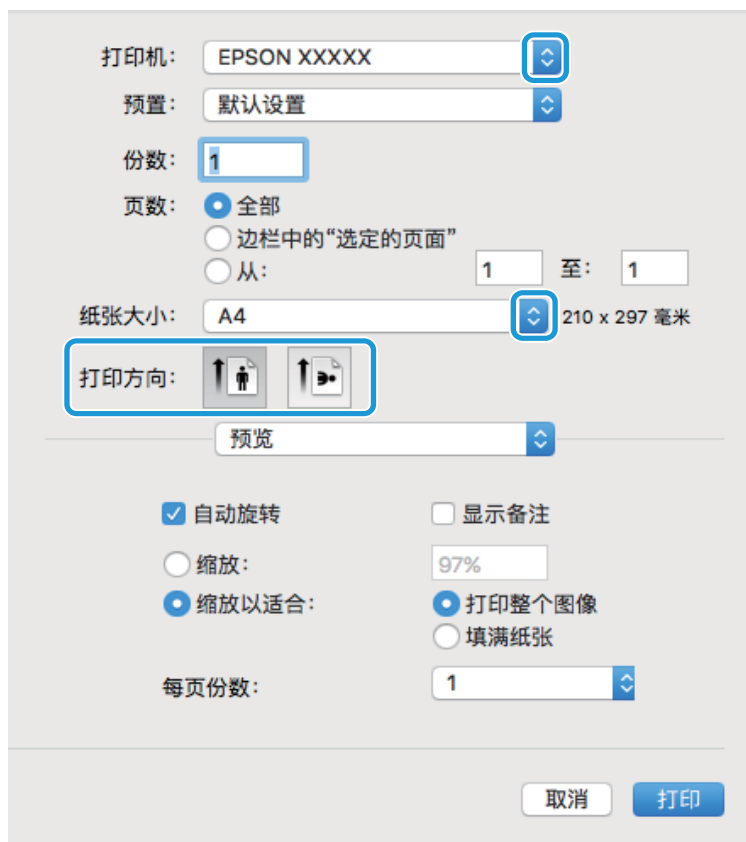 打印机： EPSON XXXXX
预置： 默认设置
份数： 1
页数： 全部
边栏中的“选定的页面”
从： 1 至： 1
纸张大小： A4 210 x 297 毫米
打印方向：
预览
自动旋转 显示备注
缩放： 97%
缩放以适合： 打印整个图像
填满纸张
每页份数： 1
取消 打印